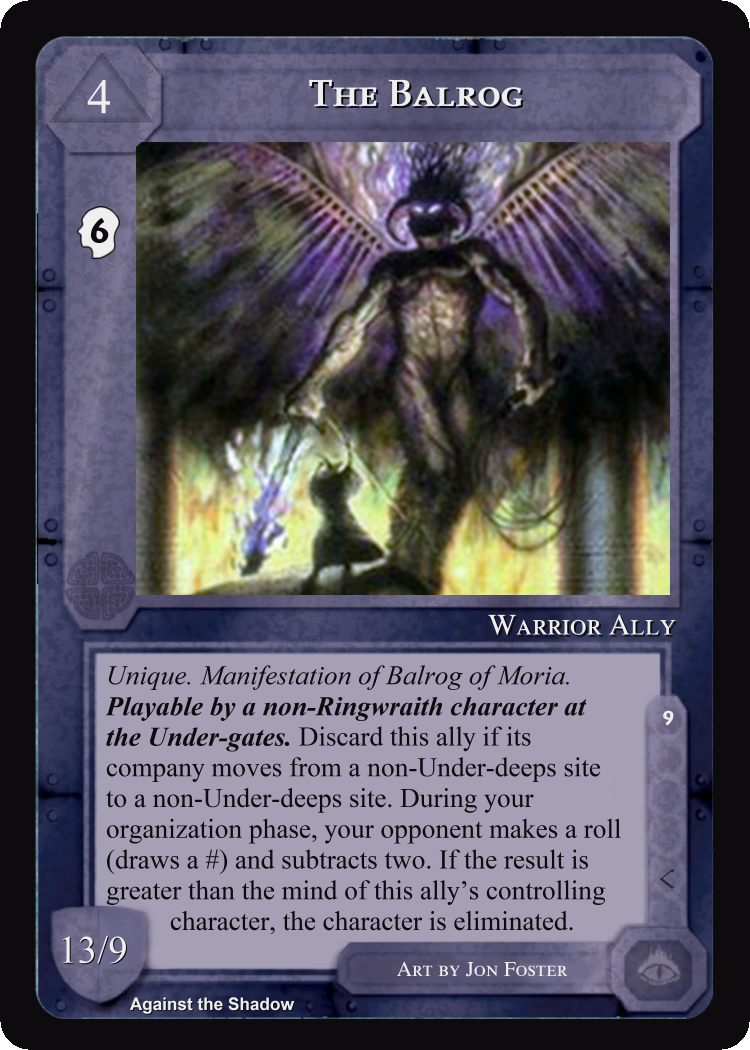 4
The Balrog
6
Warrior Ally
Unique. Manifestation of Balrog of Moria.
Playable by a non-Ringwraith character at
the Under-gates. Discard this ally if its
company moves from a non-Under-deeps site
to a non-Under-deeps site. During your
organization phase, your opponent makes a roll
(draws a #) and subtracts two. If the result is
greater than the mind of this ally’s controlling
character, the character is eliminated.
9
<
13/9
Art by Jon Foster
Against the Shadow